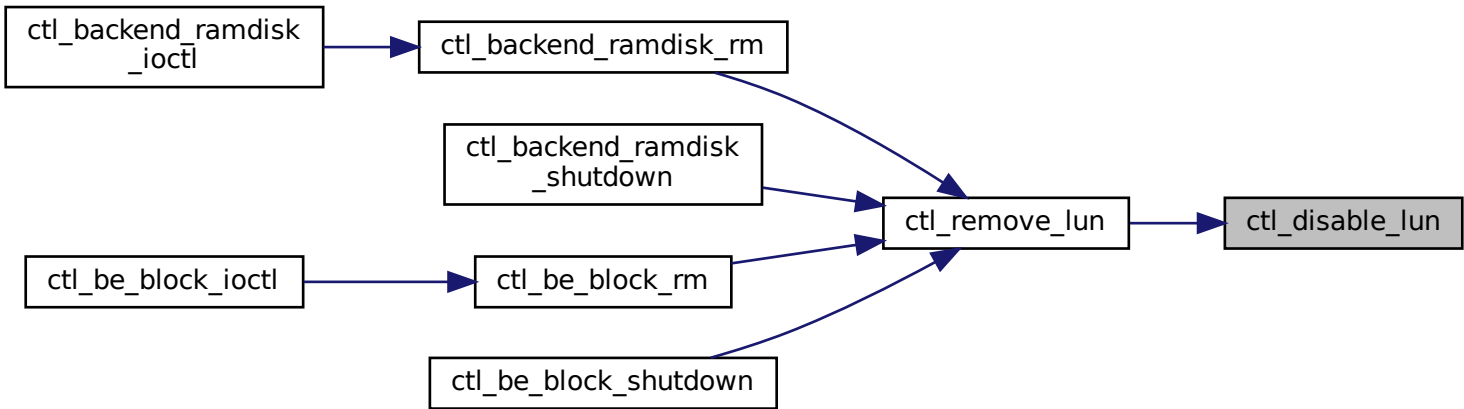 ctl_backend_ramdisk
_ioctl
ctl_backend_ramdisk_rm
ctl_backend_ramdisk
_shutdown
ctl_remove_lun
ctl_disable_lun
ctl_be_block_ioctl
ctl_be_block_rm
ctl_be_block_shutdown